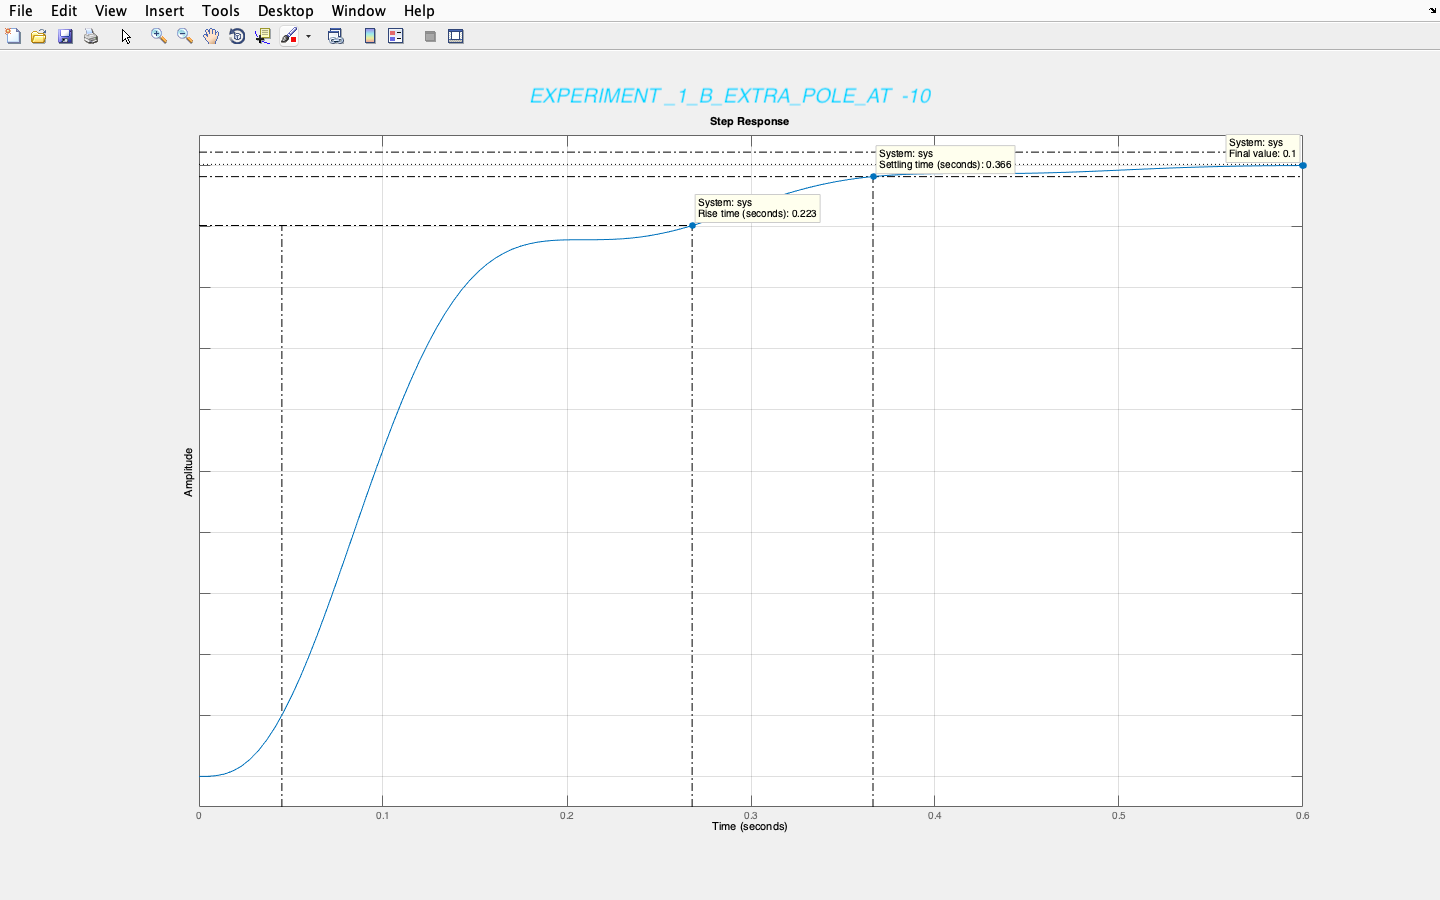 File Edit View Insert Tools Desktop Window Help
EXPERIMENT _1_B_EXTRA_POLE_AT -10
Step Response
System: sys
Final value: 0.1
System: sys
Settling time (seconds): 0.366
System: sys
Rise time (seconds): 0.223
Amplitude
0 0.1 0.2 0.3 0.4 0.5 0.6
Time (seconds)